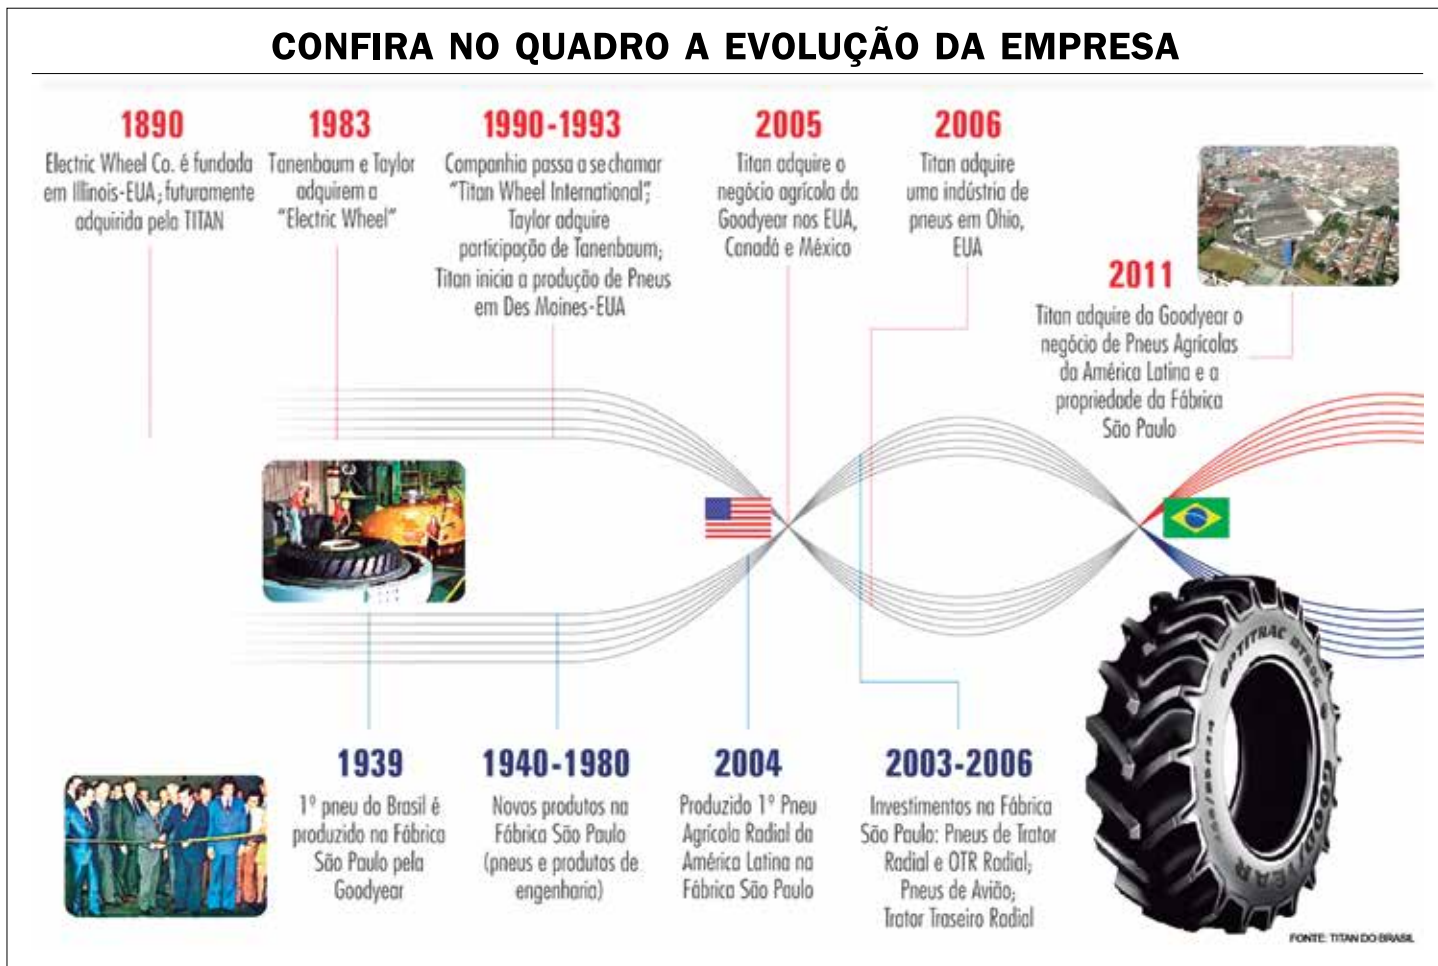 CONFIRA NO QUADRO A EVOLUÇÃO DA EMPRESA
1890
Electric Wheel Co. é fundada
em Illinois-EUA; futuramente
adquirida pela TITAN
1983
Tanenbaum e Taylor
adquirem a
"Electric Wheel"
1990-1993
Companhia passa a se chamar
"Titan Wheel International";
Taylor adquire
participação de Tanenbaum;
Titan inicia a produção de Pneus
em Des Moines-EUA
2005
Titan adquire o
negócio agrícola da
Goodyear nos EUA,
Canadá e México
2006
Titan adquire
uma indústria de
pneus em Ohio,
EUA
2011
Titan adquire da Goodyear o
negócio de Pneus Agrícolas
da América Latina e a
propriedade da Fábrica
São Paulo
1939
1º pneu do Brasil é
produzido na Fábrica
São Paulo pela
Goodyear
1940-1980
Novos produtos na
Fábrica São Paulo
(pneus e produtos de
engenharia)
2004
Produzido 1º Pneu
Agrícola Radial da
América Latina na
Fábrica São Paulo
2003-2006
Investimentos na Fábrica
São Paulo: Pneus de Trator
Radial e OTR Radial;
Pneus de Avião;
Trator Traseiro Radial
OPTITRAC
GOODYEAR
FONTE: TITAN DO BRASIL